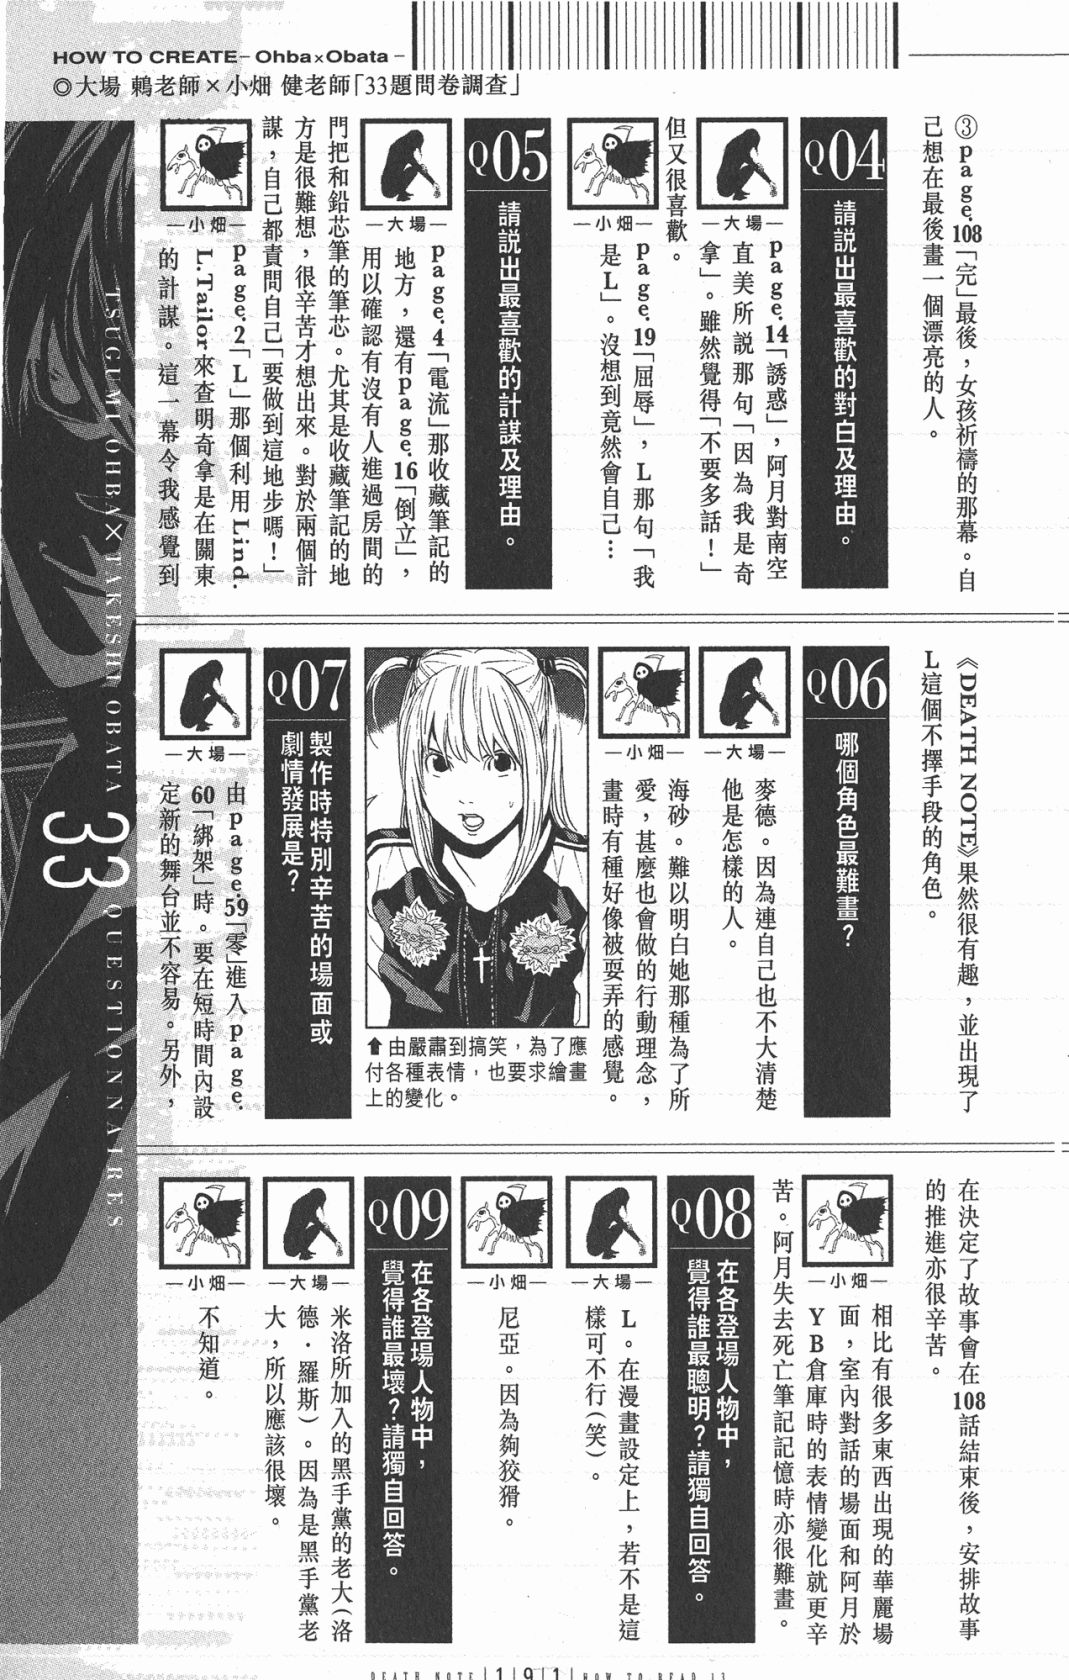 HOW TO CREATE－Ohba×Obata－
◎大場 鶫老師×小畑 健老師「33題問卷調查」
③page.108「完」最後，女孩祈禱的那幕。自
己想在最後畫一個漂亮的人。
Q04
請説出最喜歡的對白及理由。
—大場—
page.14「誘惑」，阿月對南空
直美所説那句「因為我是奇
拿」。雖然覺得「不要多話！」
但又很喜歡。
—小畑—
page.19「屈辱」，L那句「我
是L」。沒想到竟然會自己…
Q05
請説出最喜歡的計謀及理由。
—大場—
page.4「電流」那收藏筆記的
地方，還有page.16「倒立」，
用以確認有沒有人進過房間的
門把和鉛芯筆的筆芯。尤其是收藏筆記的地
方是很難想，很辛苦才想出來。對於兩個計
謀，自己都責問自己「要做到這地步嗎！」
—小畑—
page.2「L」那個利用Lind.
L.Tailor來查明奇拿是在關東
的計謀。這一幕令我感覺到
《DEATH NOTE》果然很有趣，並出現了
L這個不擇手段的角色。
Q06
哪個角色最難畫？
—大場—
麥德。因為連自己也不大清楚
他是怎樣的人。
—小畑—
海砂。難以明白她那種為了所
愛，甚麼也會做的行動理念，
畫時有種好像被耍弄的感覺。
⬆由嚴肅到搞笑，為了應
付各種表情，也要求繪畫
上的變化。
Q07
製作時特別辛苦的場面或
劇情發展是？
—大場—
由page.59「零」進入page.
60「綁架」時。要在短時間內設
定新的舞台並不容易。另外，
在決定了故事會在108話結束後，安排故事
的推進亦很辛苦。
—小畑—
相比有很多東西出現的華麗場
面，室內對話的場面和阿月於
YB倉庫時的表情變化就更辛
苦。阿月失去死亡筆記記憶時亦很難畫。
Q08
在各登場人物中，
覺得誰最聰明？請獨自回答。
—大場—
L。在漫畫設定上，若不是這
樣可不行(笑)。
—小畑—
尼亞。因為夠狡猾。
Q09
在各登場人物中，
覺得誰最壞？請獨自回答。
—大場—
米洛所加入的黑手黨的老大(洛
德．羅斯)。因為是黑手黨老
大，所以應該很壞。
—小畑—
不知道。
TSUGUMI OHBA×TAKESHI OBATA 33 QUESTIONNAIRES
DEATH NOTE|1|9|1|HOW TO READ 13